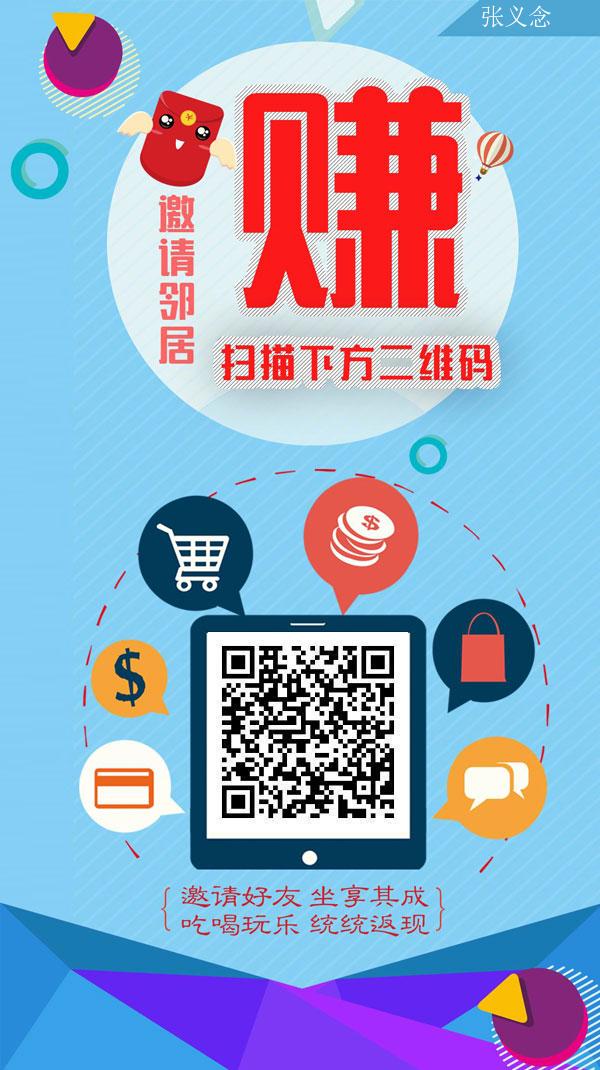 张义念
赚
邀请邻居
扫描下方二维码
$
$
邀请好友 坐享其成
吃喝玩乐 统统返现